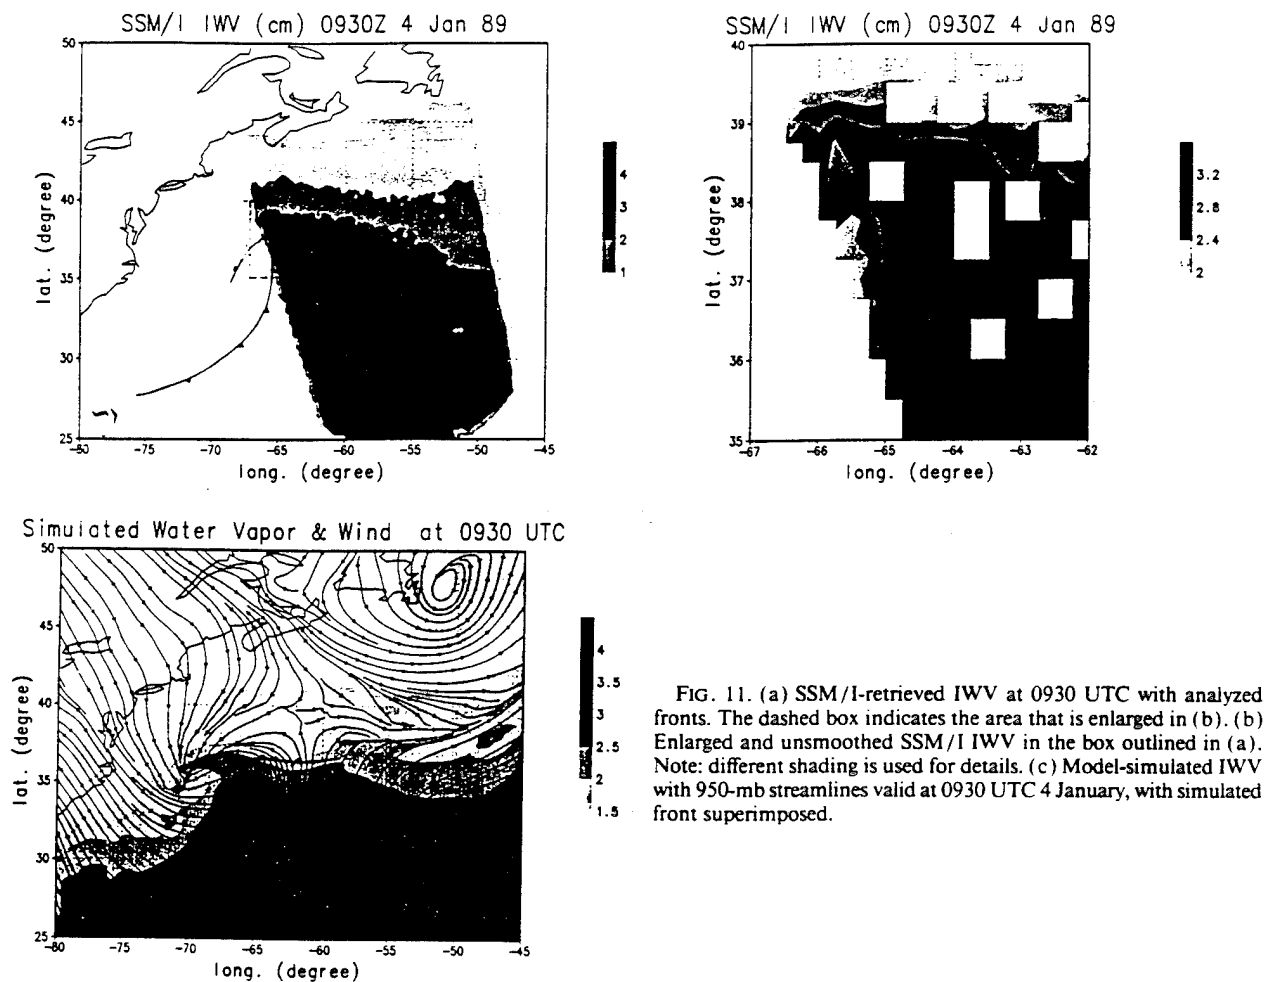 SSM/I IWV (cm) 0930Z 4 Jan 89
50
45
40
35
30
25
lat. (degree)
-80 -75 -70 -65 -60 -55 -50 -45
long. (degree)
4
3
2
1
SSM/I IWV (cm) 0930Z 4 Jan 89
40
39
38
37
36
35
lat. (degree)
-67 -66 -65 -64 -63 -62
long. (degree)
3.2
2.8
2.4
2
Simulated Water Vapor & Wind at 0930 UTC
50
45
40
35
30
25
lat. (degree)
-80 -75 -70 -65 -60 -55 -50 -45
long. (degree)
4
3.5
3
2.5
2
1.5
FIG. 11. (a) SSM/I-retrieved IWV at 0930 UTC with analyzed
fronts. The dashed box indicates the area that is enlarged in (b). (b)
Enlarged and unsmoothed SSM/I IWV in the box outlined in (a).
Note: different shading is used for details. (c) Model-simulated IWV
with 950-mb streamlines valid at 0930 UTC 4 January, with simulated
front superimposed.